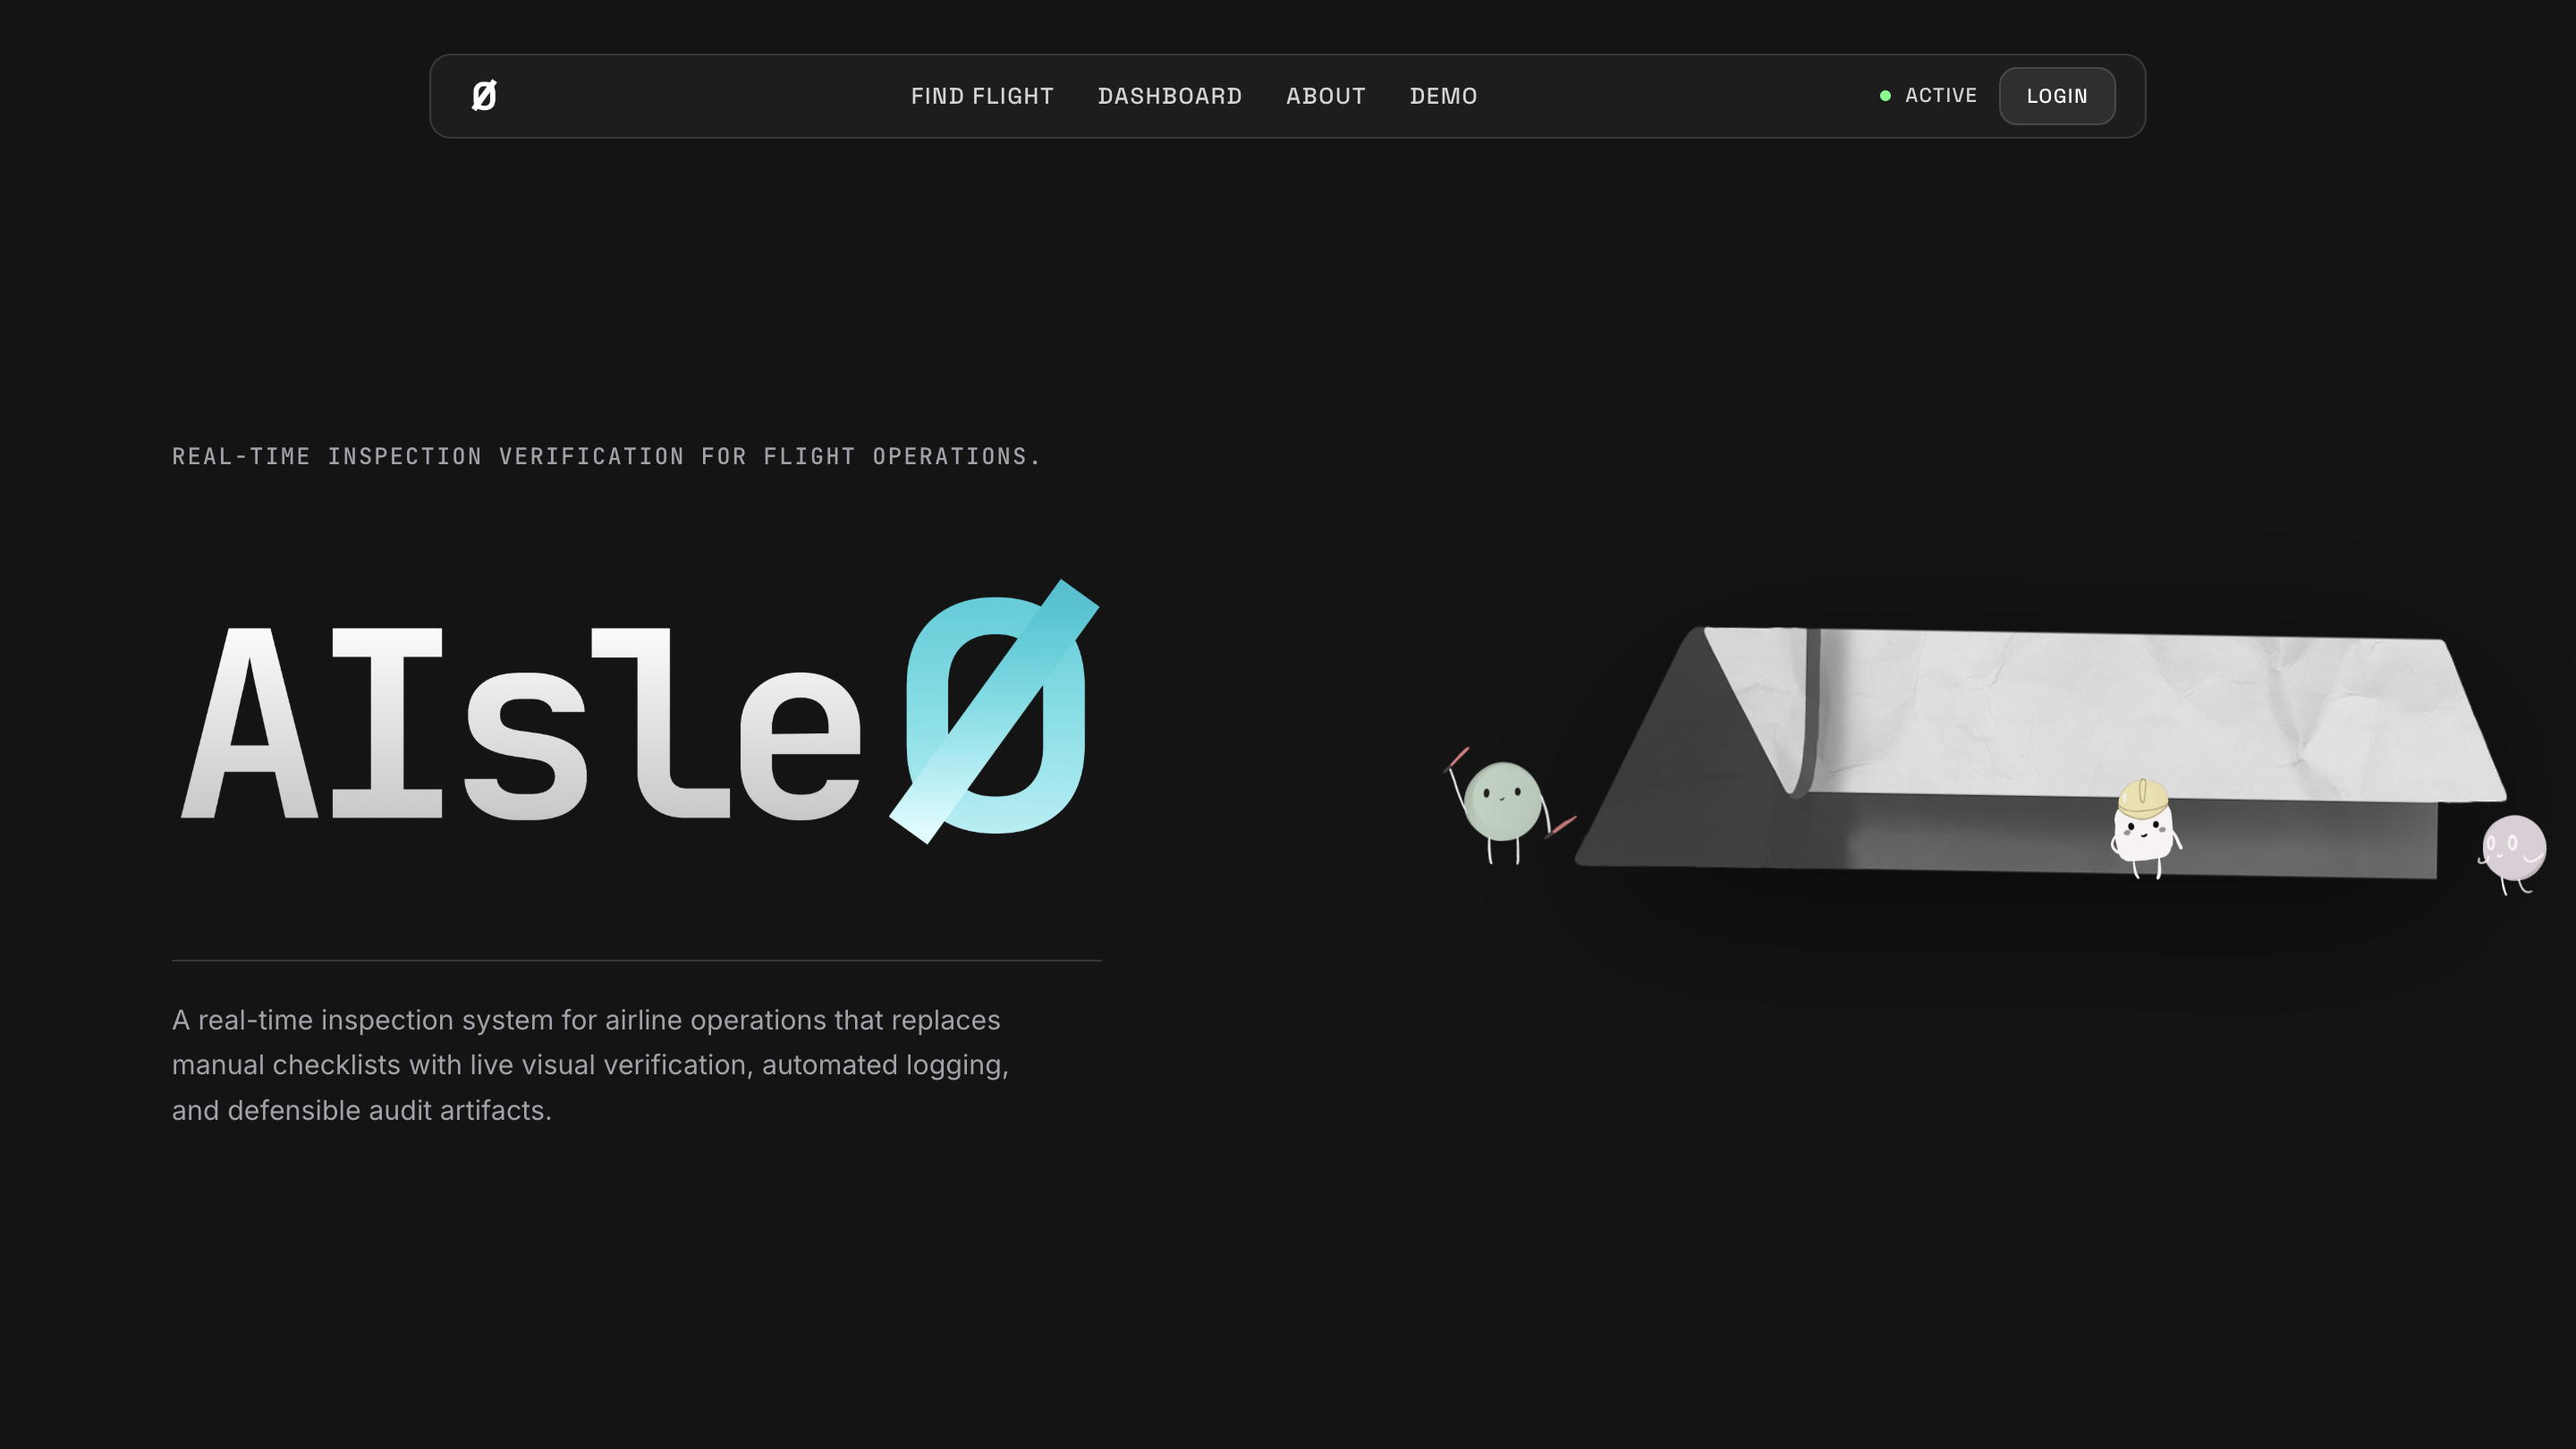 Ø
FIND FLIGHT DASHBOARD ABOUT DEMO
ACTIVE LOGIN
REAL-TIME INSPECTION VERIFICATION FOR FLIGHT OPERATIONS.
AIsleØ
A real-time inspection system for airline operations that replaces
manual checklists with live visual verification, automated logging,
and defensible audit artifacts.